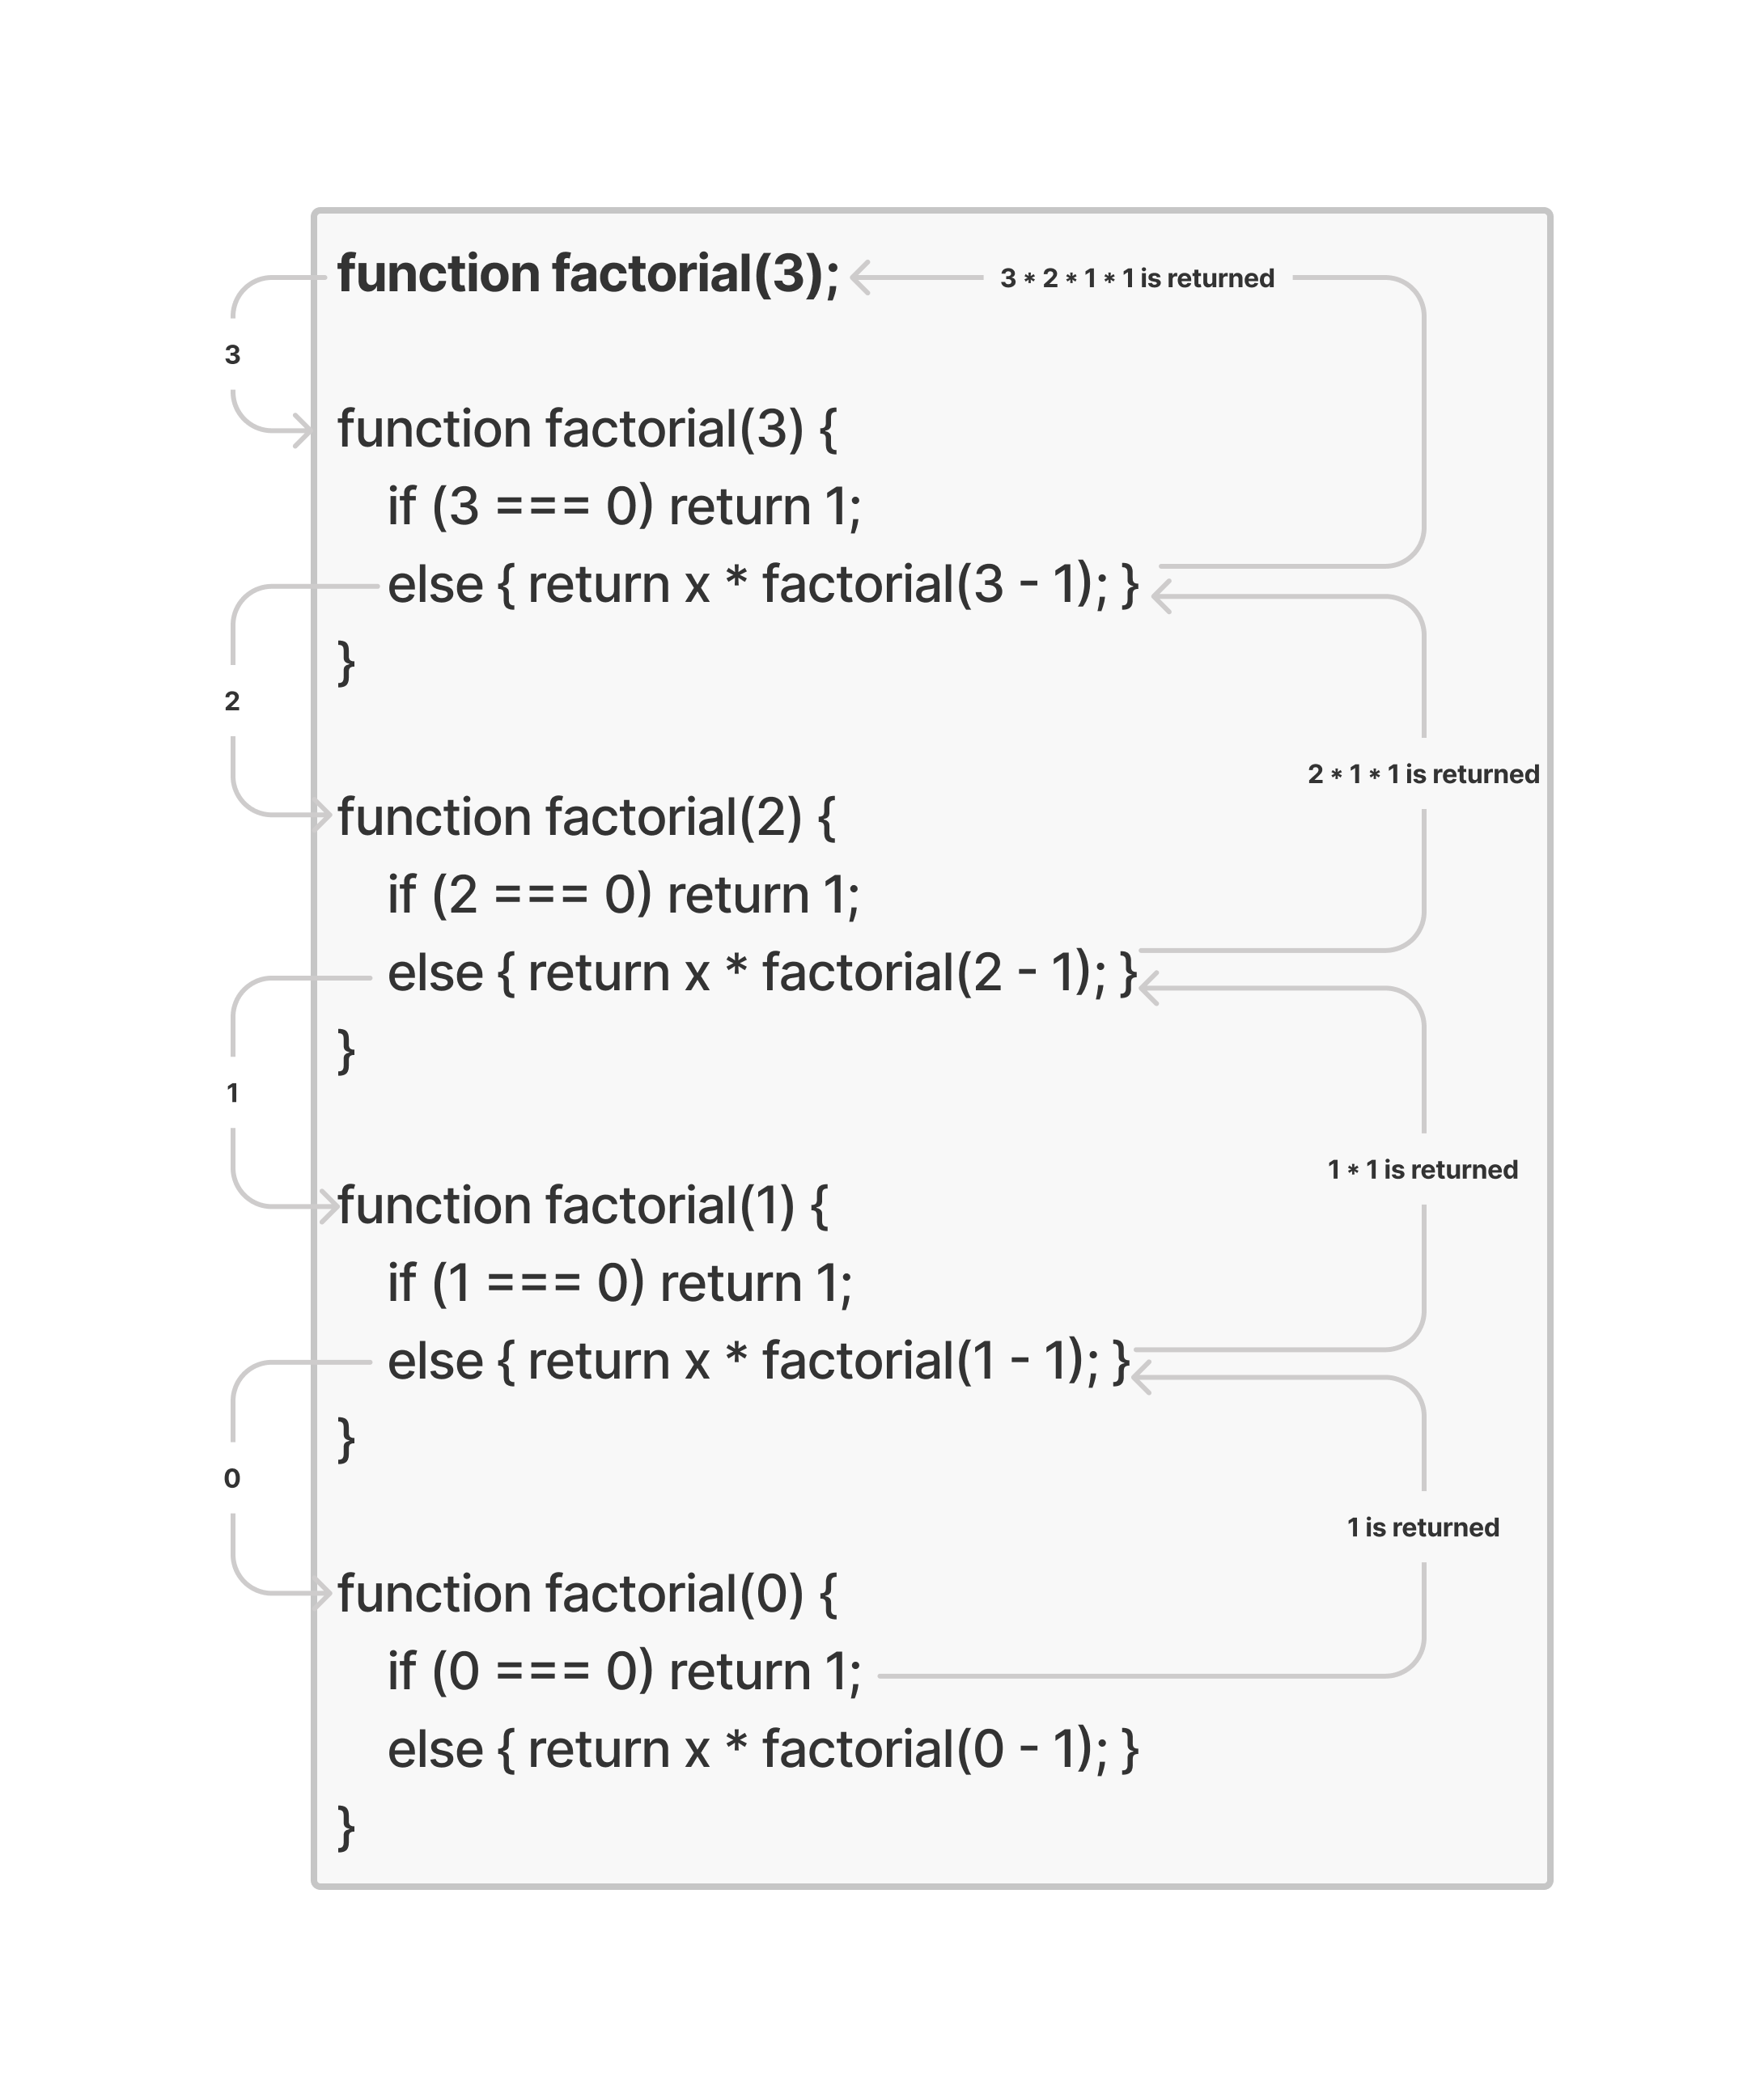 function factorial(3);
3 * 2 * 1 * 1 is returned
3
function factorial(3) {
if (3 === 0) return 1;
else { return x * factorial(3 - 1); }
}
2
2 * 1 * 1 is returned
function factorial(2) {
if (2 === 0) return 1;
else { return x * factorial(2 - 1); }
}
1
1 * 1 is returned
function factorial(1) {
if (1 === 0) return 1;
else { return x * factorial(1 - 1); }
}
0
1 is returned
function factorial(0) {
if (0 === 0) return 1;
else { return x * factorial(0 - 1); }
}